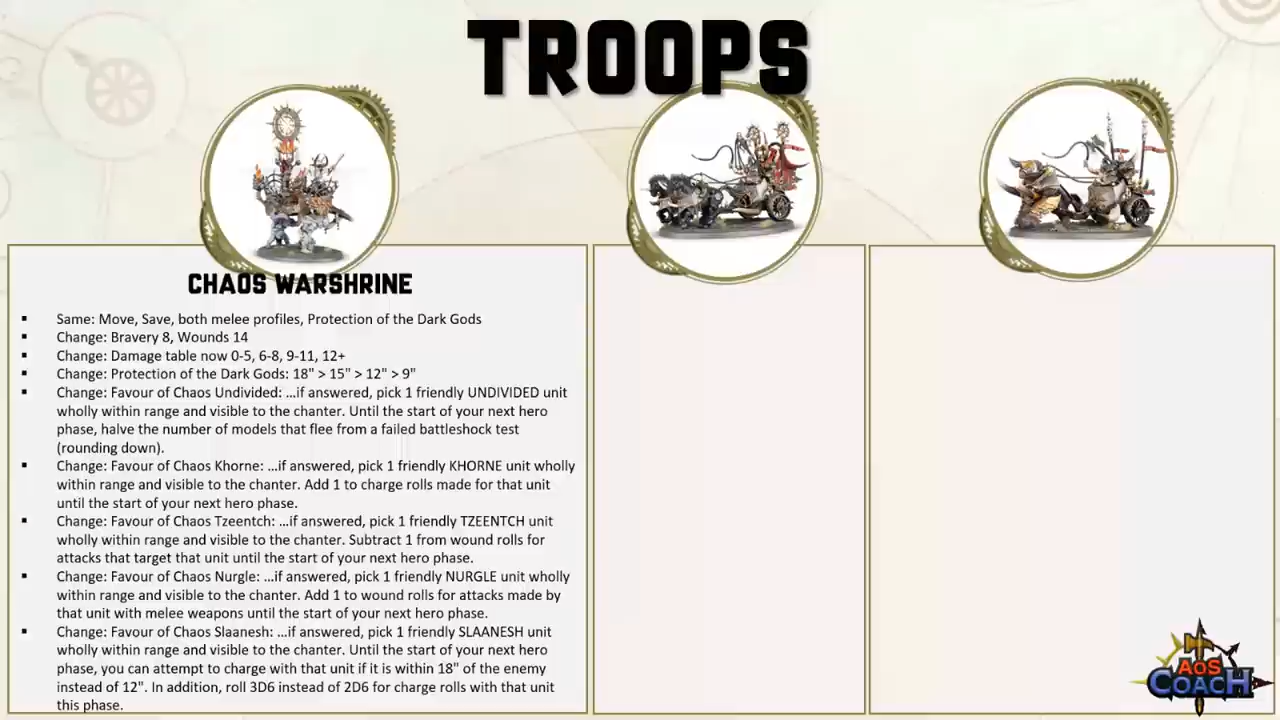 TROOPS
CHAOS WARSHRINE
▪ Same: Move, Save, both melee profiles, Protection of the Dark Gods
▪ Change: Bravery 8, Wounds 14
▪ Change: Damage table now 0-5, 6-8, 9-11, 12+
▪ Change: Protection of the Dark Gods: 18" > 15" > 12" > 9"
▪ Change: Favour of Chaos Undivided: …if answered, pick 1 friendly UNDIVIDED unit
wholly within range and visible to the chanter. Until the start of your next hero
phase, halve the number of models that flee from a failed battleshock test
(rounding down).
▪ Change: Favour of Chaos Khorne: …if answered, pick 1 friendly KHORNE unit wholly
within range and visible to the chanter. Add 1 to charge rolls made for that unit
until the start of your next hero phase.
▪ Change: Favour of Chaos Tzeentch: …if answered, pick 1 friendly TZEENTCH unit
wholly within range and visible to the chanter. Subtract 1 from wound rolls for
attacks that target that unit until the start of your next hero phase.
▪ Change: Favour of Chaos Nurgle: …if answered, pick 1 friendly NURGLE unit wholly
within range and visible to the chanter. Add 1 to wound rolls for attacks made by
that unit with melee weapons until the start of your next hero phase.
▪ Change: Favour of Chaos Slaanesh: …if answered, pick 1 friendly SLAANESH unit
wholly within range and visible to the chanter. Until the start of your next hero
phase, you can attempt to charge with that unit if it is within 18" of the enemy
instead of 12". In addition, roll 3D6 instead of 2D6 for charge rolls with that unit
this phase.
AoS
COACH